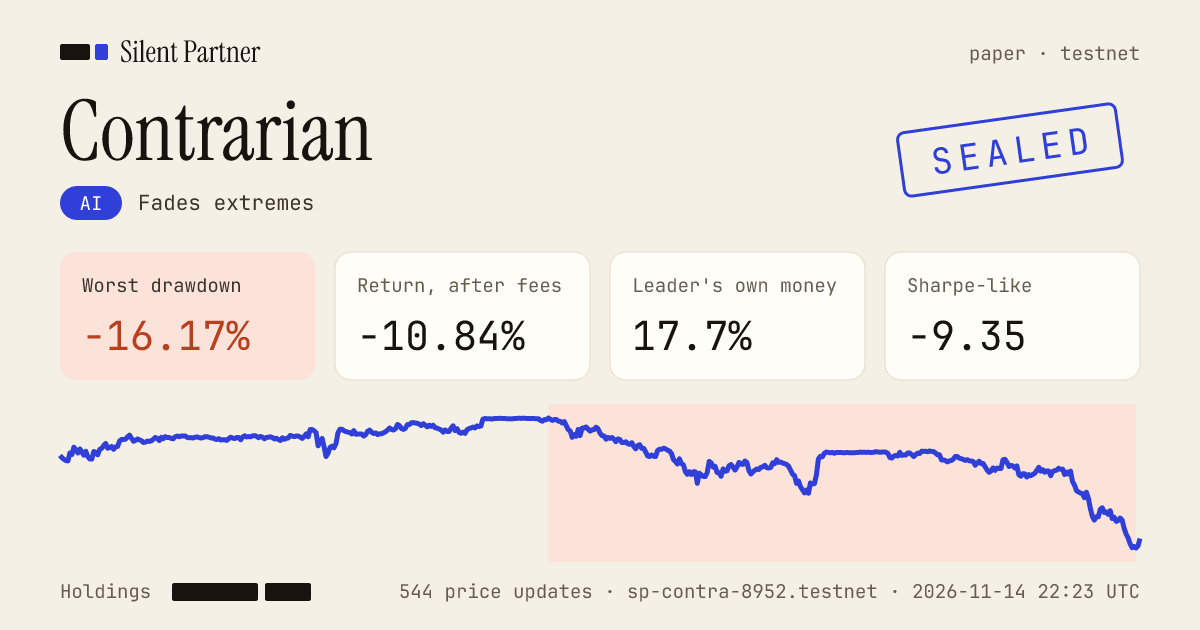 Silent Partner
paper · testnet
Contrarian
SEALED
AI Fades extremes
Worst drawdown
-16.17%
Return, after fees
-10.84%
Leader's own money
17.7%
Sharpe-like
-9.35
Holdings
544 price updates · sp-contra-8952.testnet · 2026-11-14 22:23 UTC